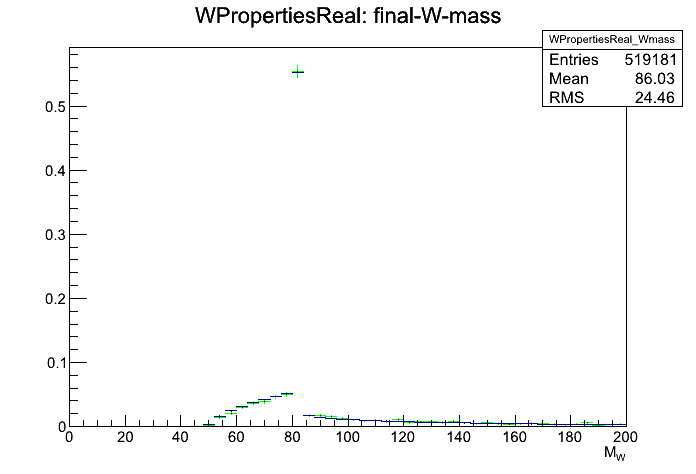 WPropertiesReal: final-W-mass
WPropertiesReal_Wmass
Entries 519181
Mean 86.03
RMS 24.46
0.5
0.4
0.3
0.2
0.1
0
0 20 40 60 80 100 120 140 160 180 200
M_W